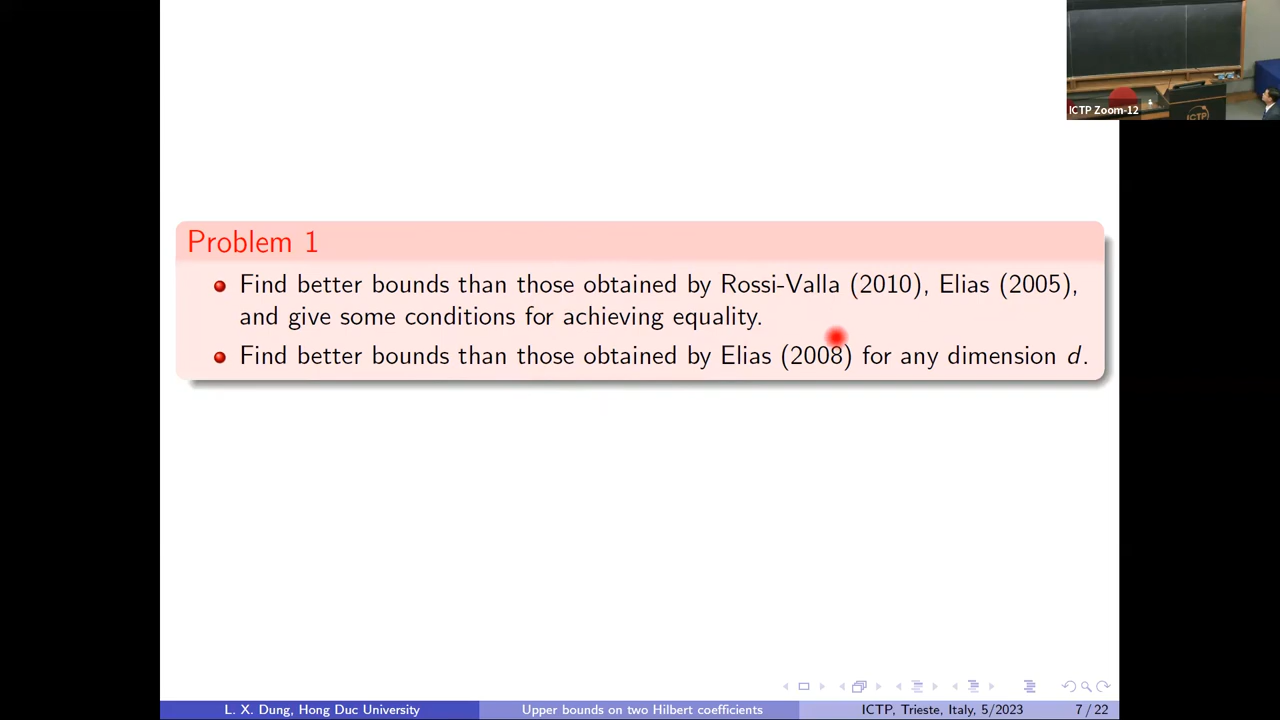 ICTP Zoom-12
ICTP
Problem 1
Find better bounds than those obtained by Rossi-Valla (2010), Elias (2005),
and give some conditions for achieving equality.
Find better bounds than those obtained by Elias (2008) for any dimension d.
L. X. Dung, Hong Duc University
Upper bounds on two Hilbert coefficients
ICTP, Trieste, Italy, 5/2023
7 / 22